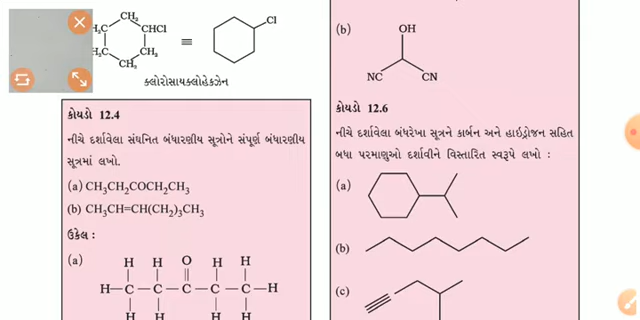 CH₂
H₂C CHCl
H₂C CH₂
CH₂
≡
Cl
ક્લોરોસાયક્લોહેકઝેન
કોયડો 12.4
નીચે દર્શાવેલા સંઘનિત બંધારણીય સૂત્રોને સંપૂર્ણ બંધારણીય
સૂત્રમાં લખો.
(a) CH₃CH₂COCH₂CH₃
(b) CH₃CH=CH(CH₂)₃CH₃
ઉકેલ :
(a)
H H O H H
H–C–C–C–C–C–H
H H H H
(b)
OH
NC CN
કોયડો 12.6
નીચે દર્શાવેલા બંધરેખા સૂત્રને કાર્બન અને હાઇડ્રોજન સહિત
બધા પરમાણુઓ દર્શાવીને વિસ્તારિત સ્વરૂપે લખો :
(a)
(b)
(c)